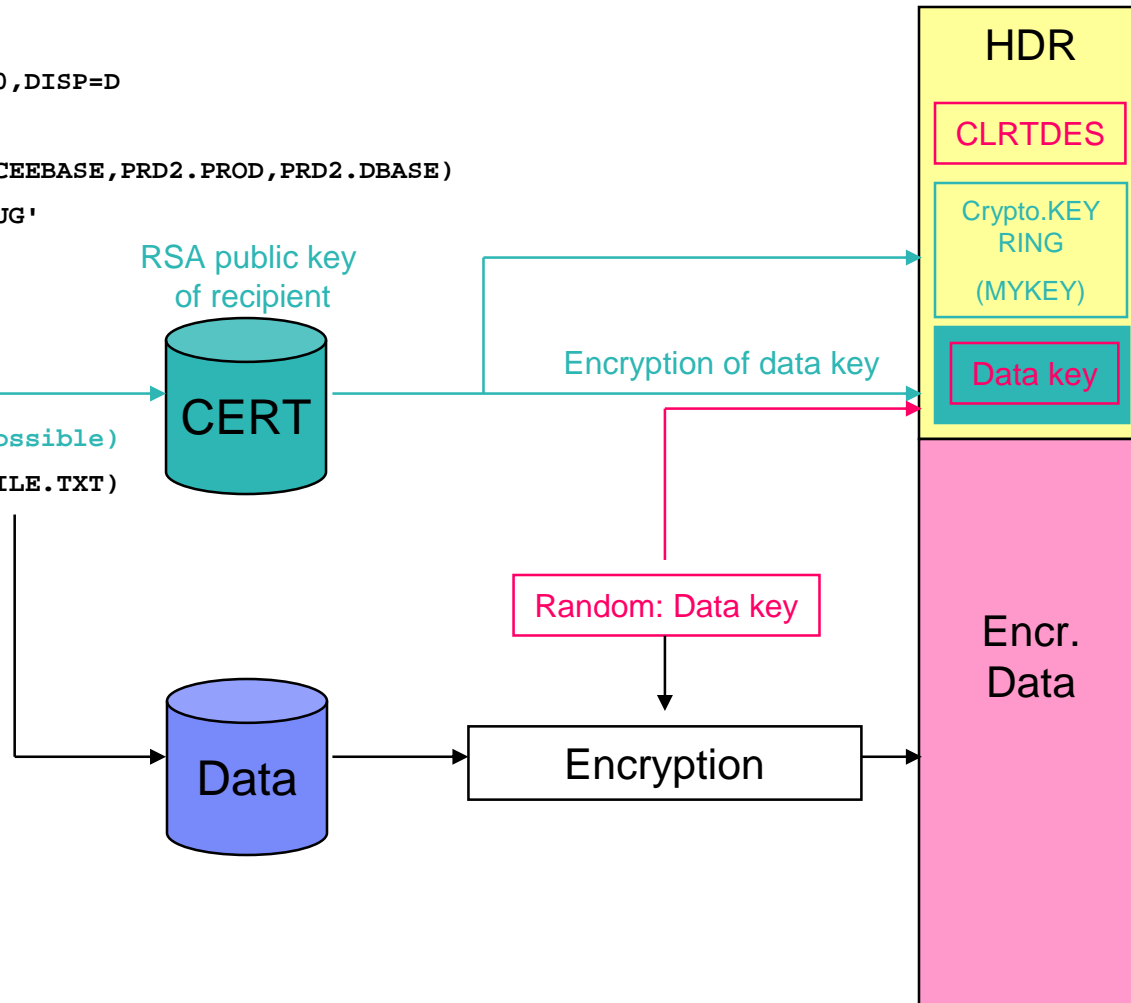 HDR
0,DISP=D
CLRTDES
CEEBASE,PRD2.PROD,PRD2.DBASE)
UG'
Crypto.KEY
RING
(MYKEY)
RSA public key
of recipient
Encryption of data key
Data key
CERT
ossible)
ILE.TXT)
Random: Data key
Encr.
Data
Data
Encryption